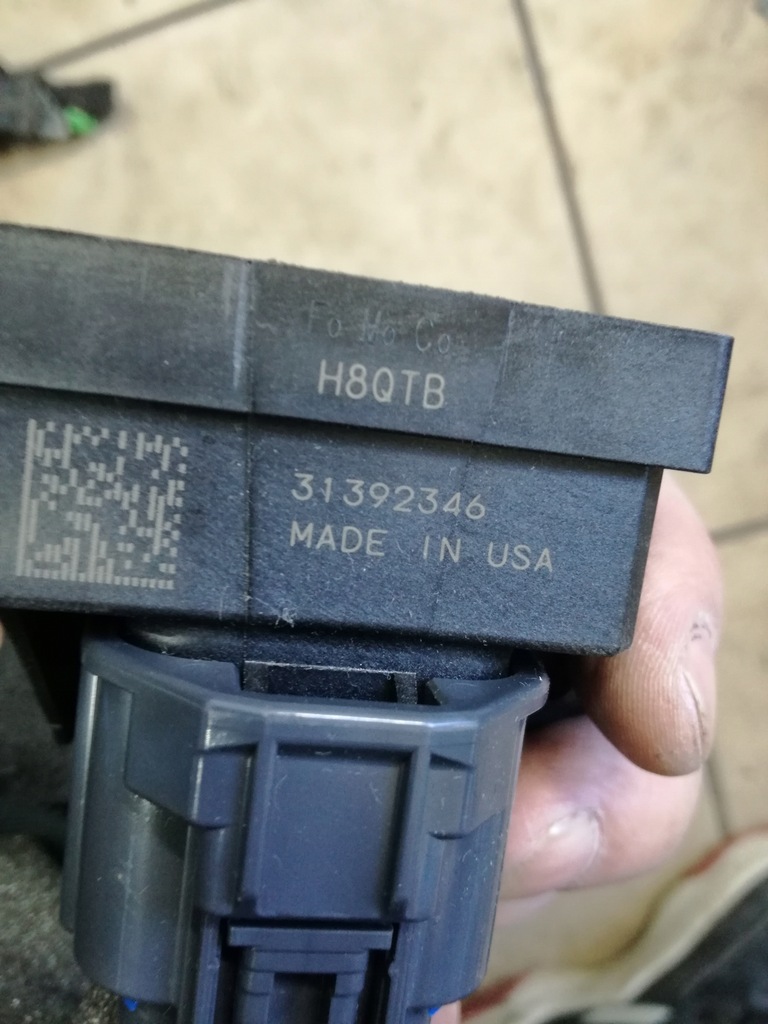 Fo Mo Co
H8QTB
31392346
MADE IN USA